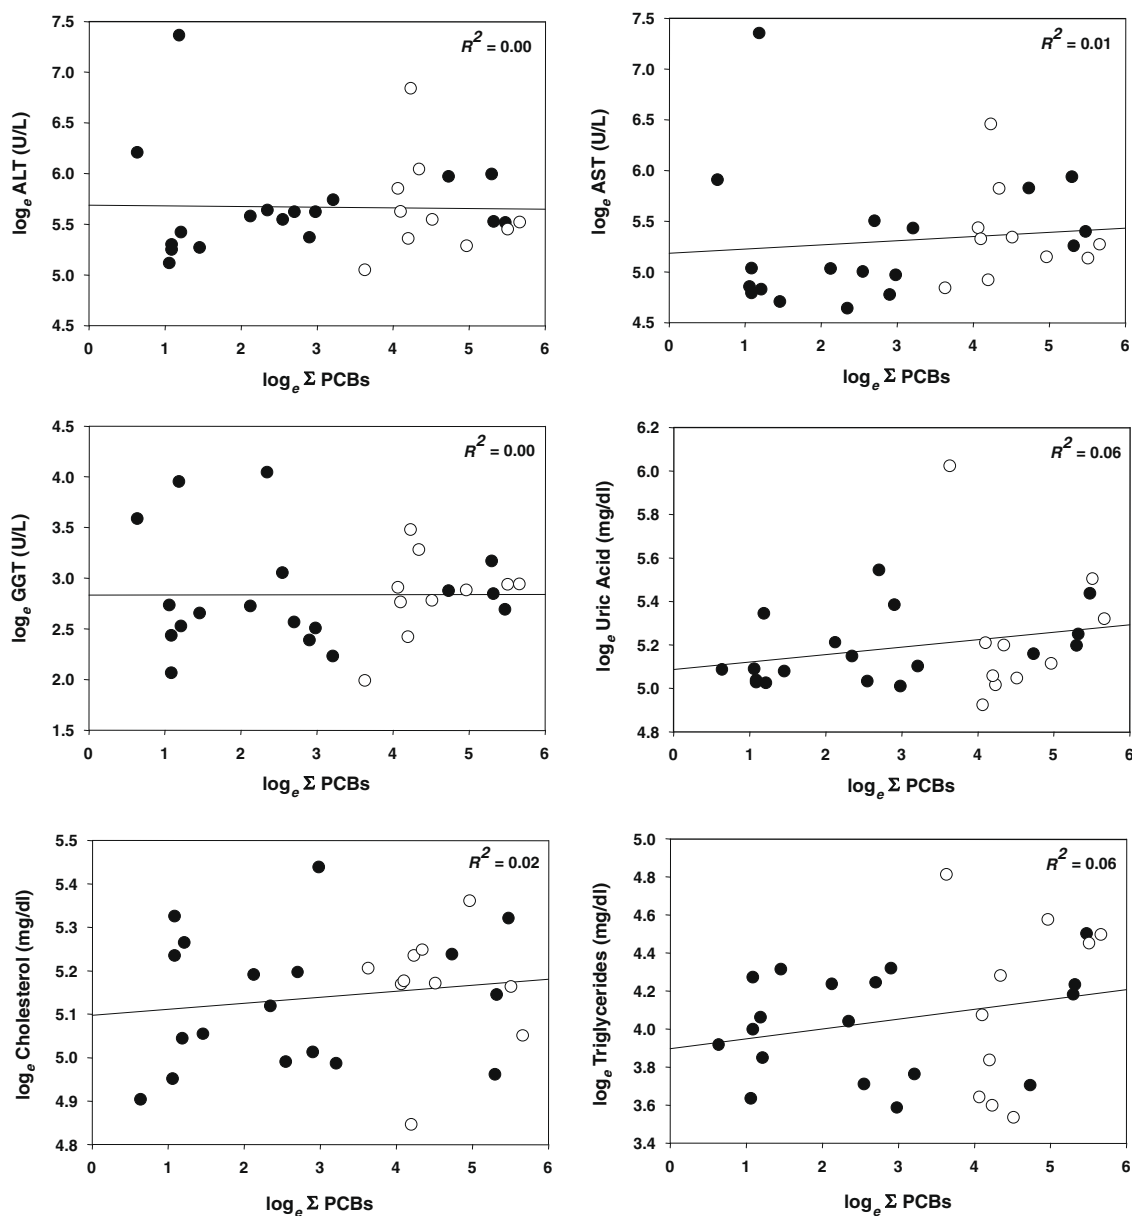 R² = 0.00
log_e ALT (U/L)
7.5
7.0
6.5
6.0
5.5
5.0
4.5
0 1 2 3 4 5 6
log_e Σ PCBs
R² = 0.01
log_e AST (U/L)
7.5
7.0
6.5
6.0
5.5
5.0
4.5
0 1 2 3 4 5 6
log_e Σ PCBs
R² = 0.00
log_e GGT (U/L)
4.5
4.0
3.5
3.0
2.5
2.0
1.5
0 1 2 3 4 5 6
log_e Σ PCBs
R² = 0.06
log_e Uric Acid (mg/dl)
6.2
6.0
5.8
5.6
5.4
5.2
5.0
4.8
0 1 2 3 4 5 6
log_e Σ PCBs
R² = 0.02
log_e Cholesterol (mg/dl)
5.5
5.4
5.3
5.2
5.1
5.0
4.9
4.8
0 1 2 3 4 5 6
log_e Σ PCBs
R² = 0.06
log_e Triglycerides (mg/dl)
5.0
4.8
4.6
4.4
4.2
4.0
3.8
3.6
3.4
0 1 2 3 4 5 6
log_e Σ PCBs